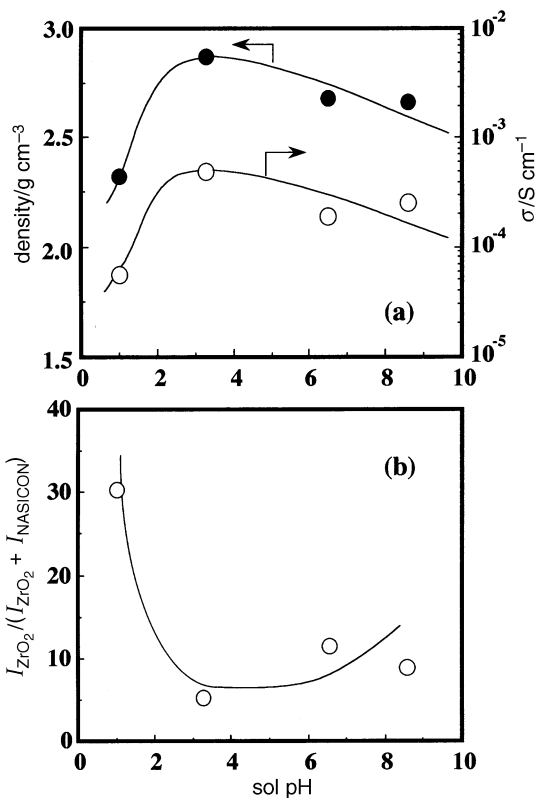 3.0
2.5
2.0
1.5
density/g cm⁻³
10⁻²
10⁻³
10⁻⁴
10⁻⁵
σ/S cm⁻¹
(a)
0 2 4 6 8 10
40
30
20
10
0
I_ZrO₂/(I_ZrO₂ + I_NASICON)
(b)
0 2 4 6 8 10
sol pH